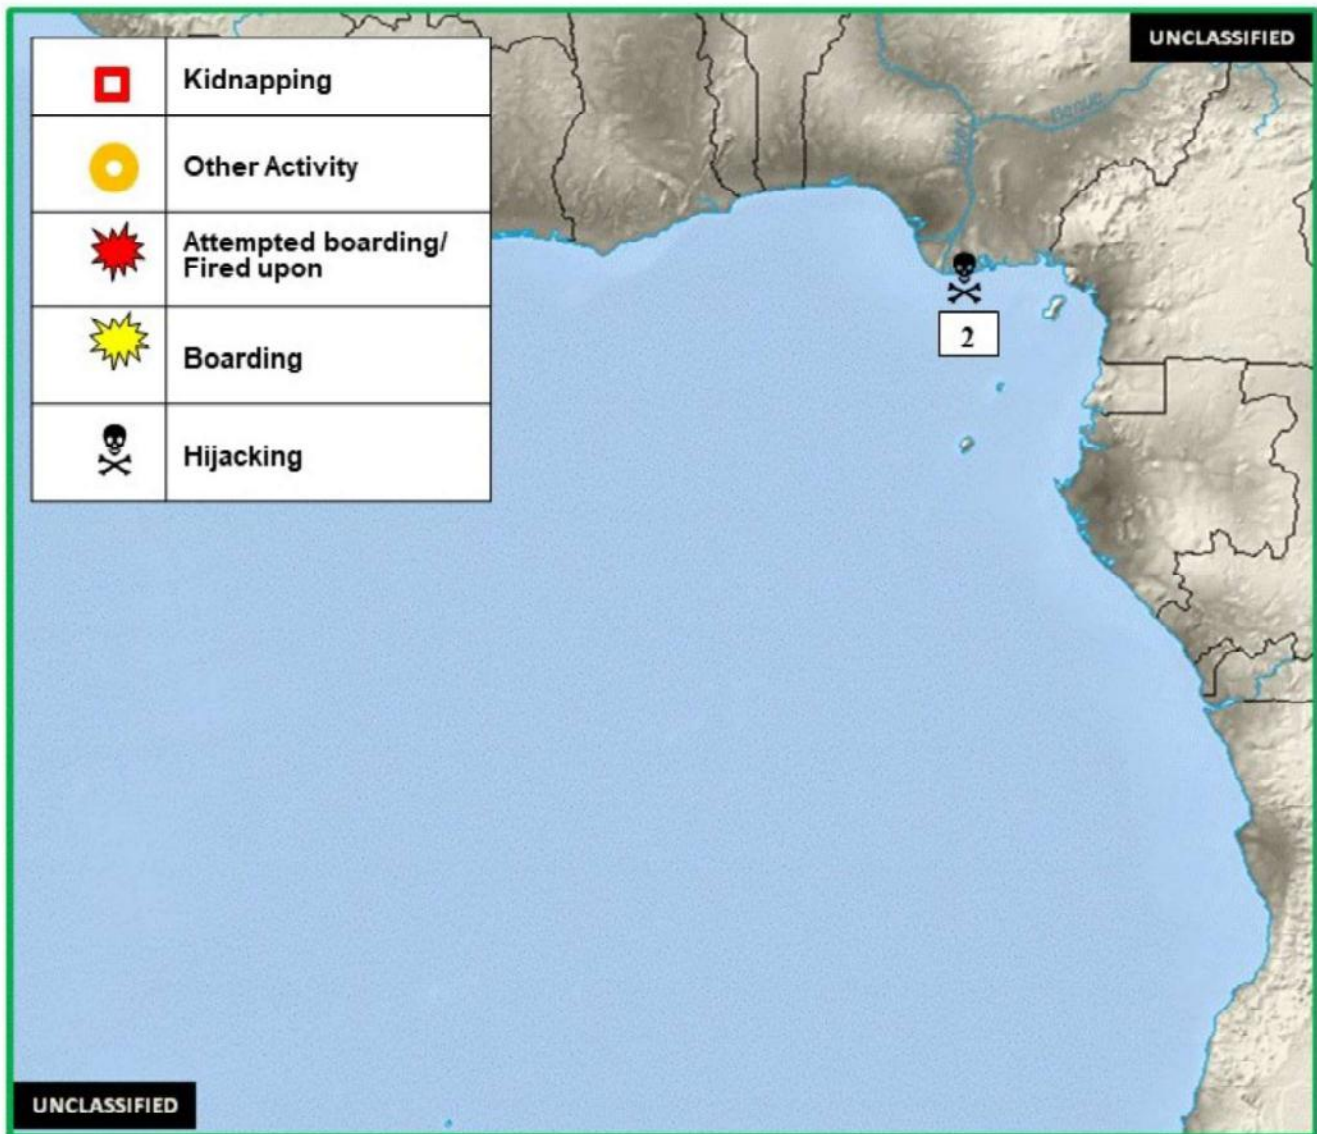 UNCLASSIFIED
Kidnapping
Other Activity
Attempted boarding/
Fired upon
Boarding
Hijacking
Benue
Niger
2
UNCLASSIFIED